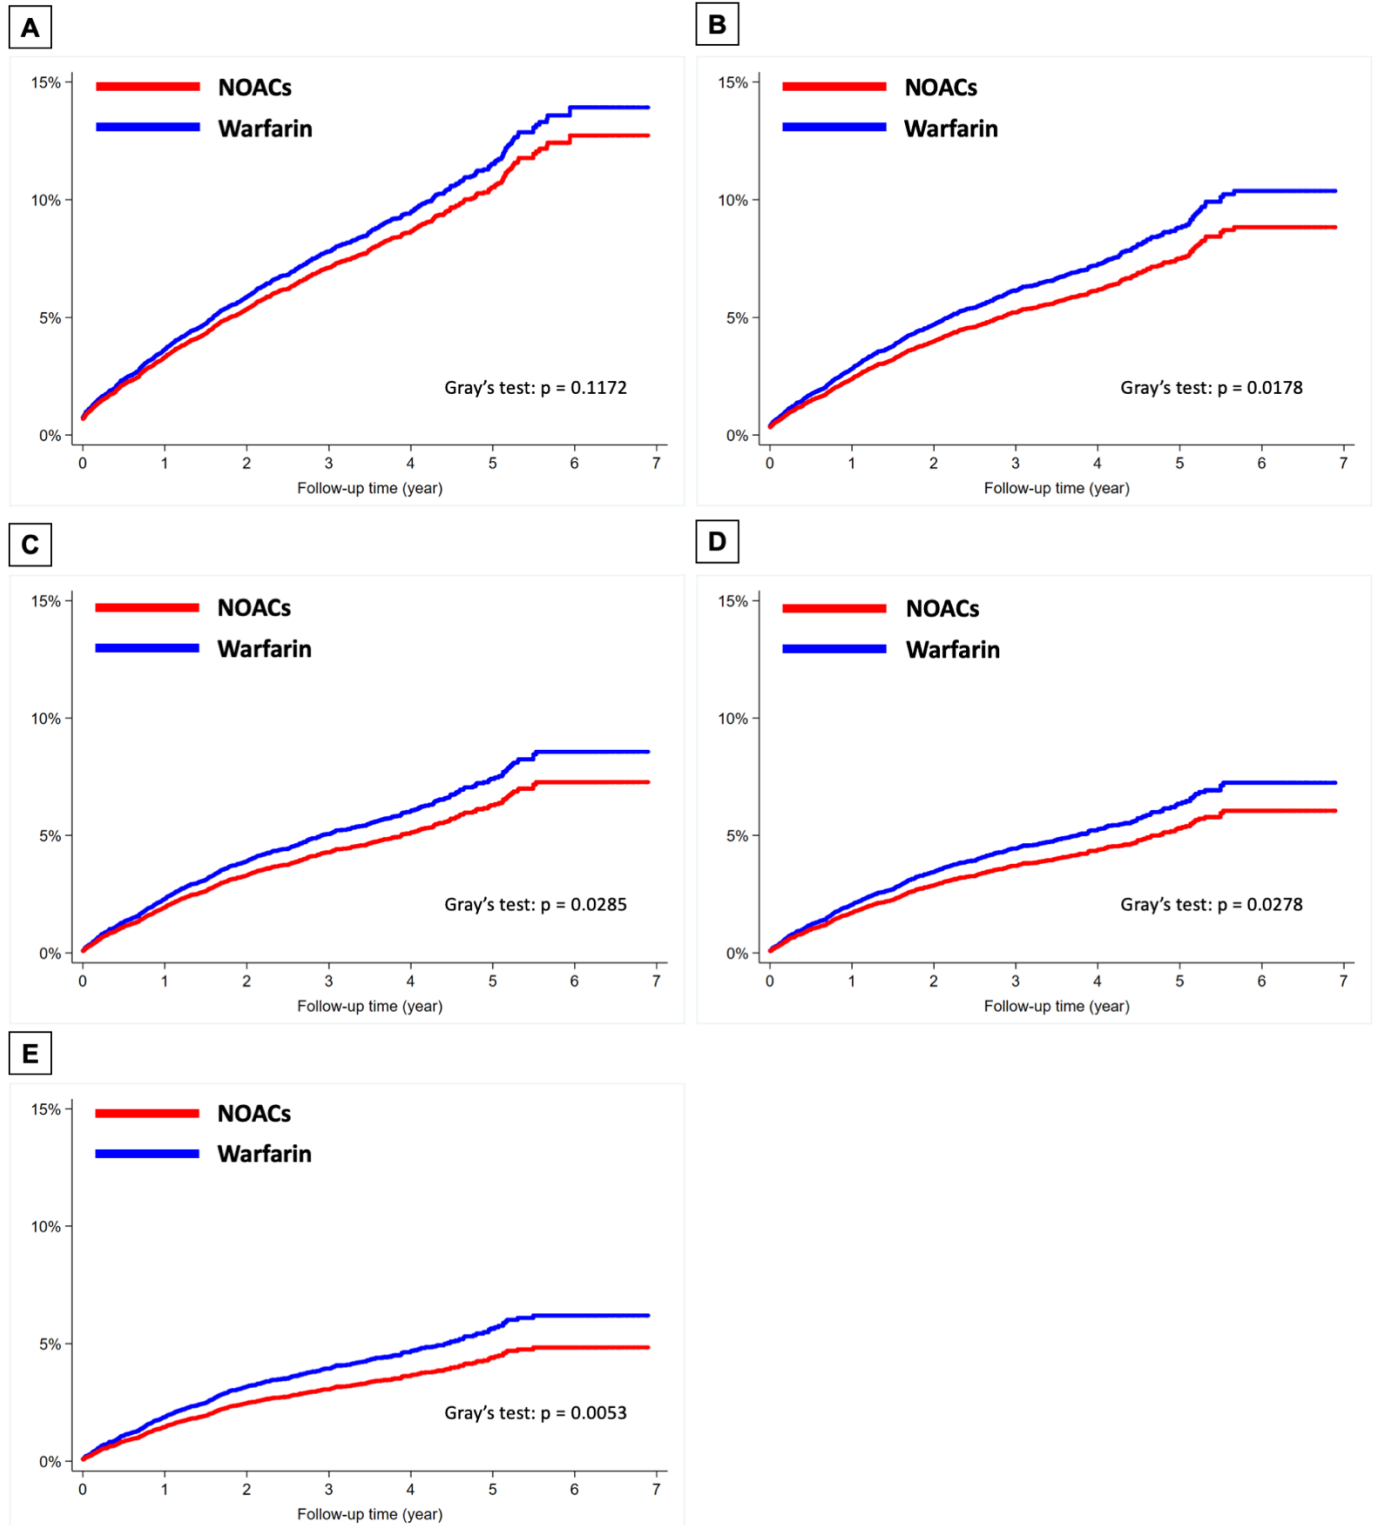 A
15%
10%
5%
0%
NOACs
Warfarin
Gray's test: p = 0.1172
0 1 2 3 4 5 6 7
Follow-up time (year)
B
15%
10%
5%
0%
NOACs
Warfarin
Gray's test: p = 0.0178
0 1 2 3 4 5 6 7
Follow-up time (year)
C
15%
10%
5%
0%
NOACs
Warfarin
Gray's test: p = 0.0285
0 1 2 3 4 5 6 7
Follow-up time (year)
D
15%
10%
5%
0%
NOACs
Warfarin
Gray's test: p = 0.0278
0 1 2 3 4 5 6 7
Follow-up time (year)
E
15%
10%
5%
0%
NOACs
Warfarin
Gray's test: p = 0.0053
0 1 2 3 4 5 6 7
Follow-up time (year)